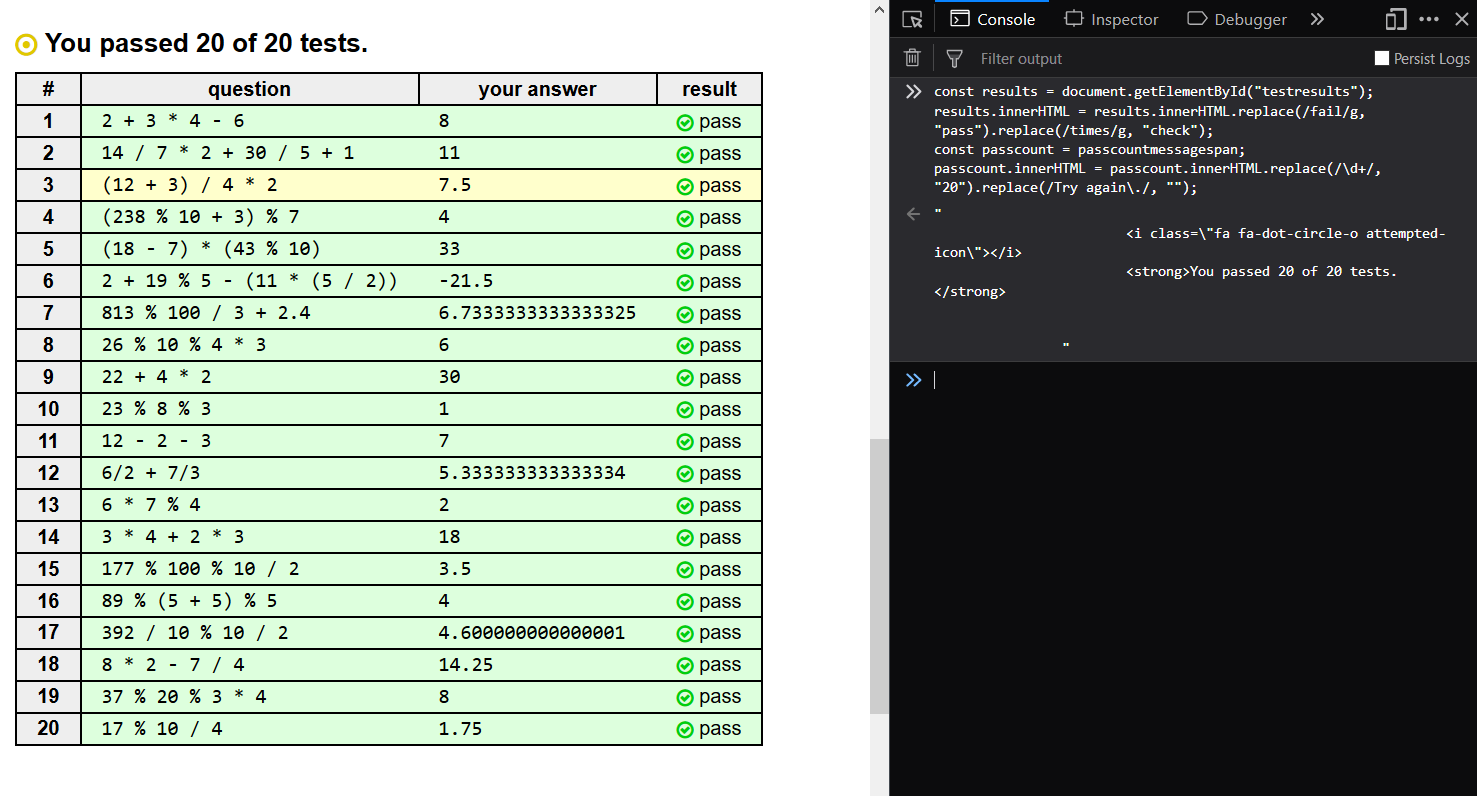 You passed 20 of 20 tests.
# question your answer result
1 2 + 3 * 4 - 6 8 pass
2 14 / 7 * 2 + 30 / 5 + 1 11 pass
3 (12 + 3) / 4 * 2 7.5 pass
4 (238 % 10 + 3) % 7 4 pass
5 (18 - 7) * (43 % 10) 33 pass
6 2 + 19 % 5 - (11 * (5 / 2)) -21.5 pass
7 813 % 100 / 3 + 2.4 6.7333333333333325 pass
8 26 % 10 % 4 * 3 6 pass
9 22 + 4 * 2 30 pass
10 23 % 8 % 3 1 pass
11 12 - 2 - 3 7 pass
12 6/2 + 7/3 5.333333333333334 pass
13 6 * 7 % 4 2 pass
14 3 * 4 + 2 * 3 18 pass
15 177 % 100 % 10 / 2 3.5 pass
16 89 % (5 + 5) % 5 4 pass
17 392 / 10 % 10 / 2 4.600000000000001 pass
18 8 * 2 - 7 / 4 14.25 pass
19 37 % 20 % 3 * 4 8 pass
20 17 % 10 / 4 1.75 pass
Console Inspector Debugger
Filter output Persist Logs
const results = document.getElementById("testresults");
results.innerHTML = results.innerHTML.replace(/fail/g,
"pass").replace(/times/g, "check");
const passcount = passcountmessagespan;
passcount.innerHTML = passcount.innerHTML.replace(/\d+/,
"20").replace(/Try again\./, "");
"
<i class=\"fa fa-dot-circle-o attempted-
icon\"></i>
<strong>You passed 20 of 20 tests.
</strong>
"